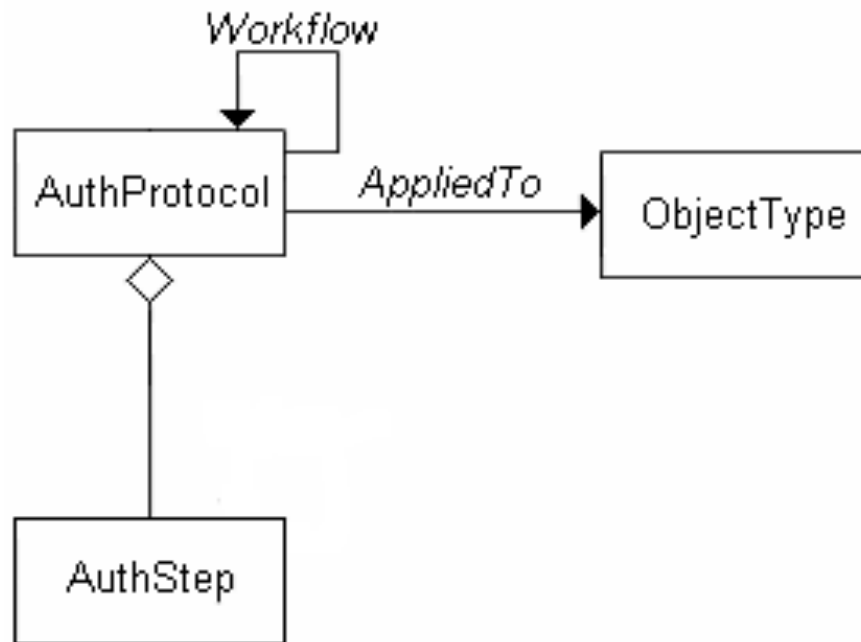 Workflow
AuthProtocol
AppliedTo
ObjectType
AuthStep